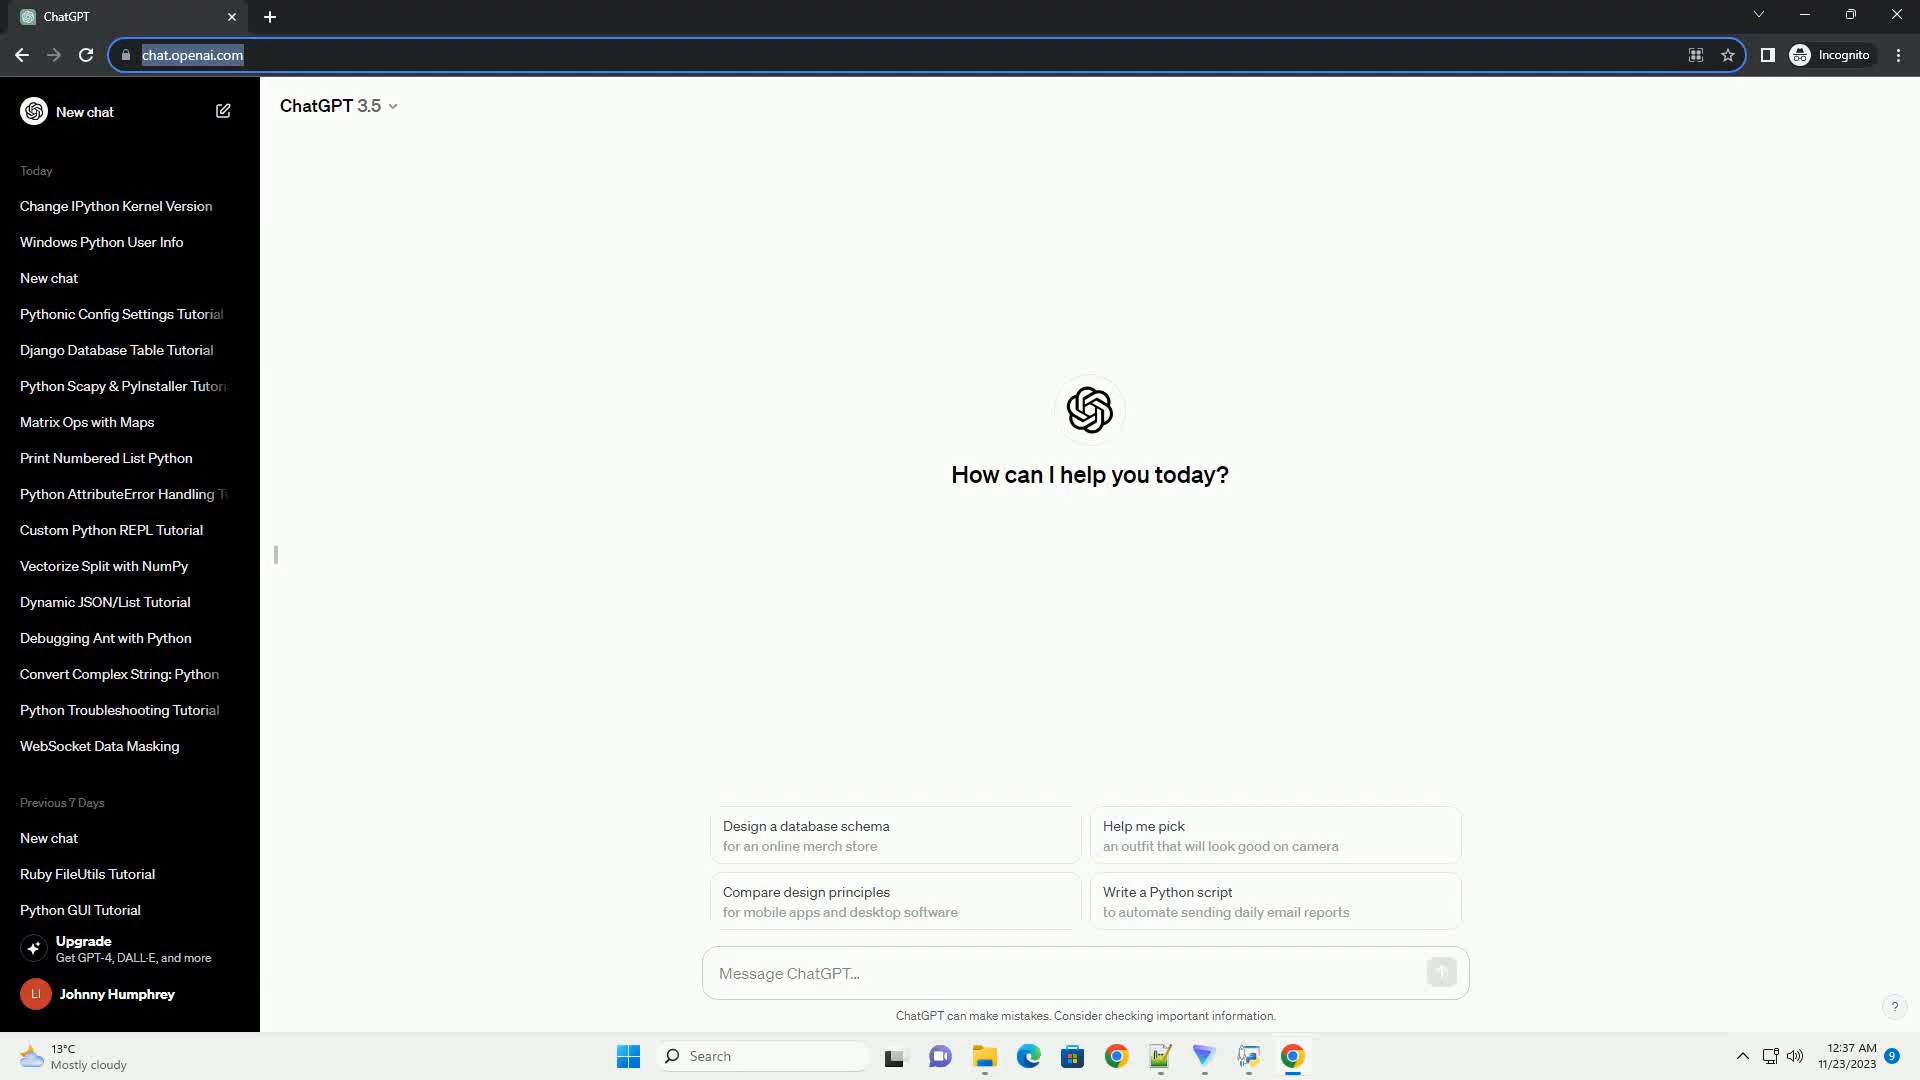 ChatGPT
chat.openai.com
Incognito
New chat
ChatGPT 3.5
Today
Change IPython Kernel Version
Windows Python User Info
New chat
Pythonic Config Settings Tutorial
Django Database Table Tutorial
Python Scapy & PyInstaller Tutori
Matrix Ops with Maps
Print Numbered List Python
Python AttributeError Handling Tu
Custom Python REPL Tutorial
Vectorize Split with NumPy
Dynamic JSON/List Tutorial
Debugging Ant with Python
Convert Complex String: Python
Python Troubleshooting Tutorial
WebSocket Data Masking
Previous 7 Days
New chat
Ruby FileUtils Tutorial
Python GUI Tutorial
Upgrade
Get GPT-4, DALL·E, and more
LI
Johnny Humphrey
How can I help you today?
Design a database schema
for an online merch store
Help me pick
an outfit that will look good on camera
Compare design principles
for mobile apps and desktop software
Write a Python script
to automate sending daily email reports
Message ChatGPT...
ChatGPT can make mistakes. Consider checking important information.
?
13°C
Mostly cloudy
Search
12:37 AM
11/23/2023
9